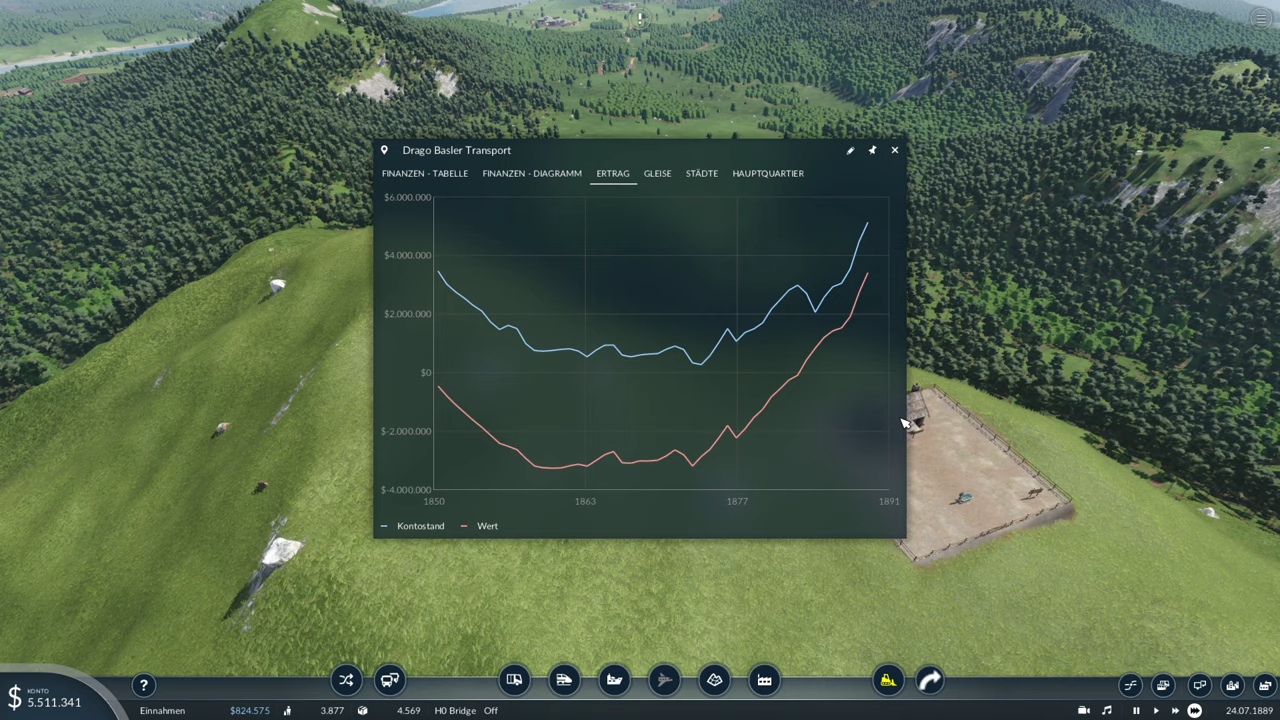 Drago Basler Transport
FINANZEN - TABELLE FINANZEN - DIAGRAMM ERTRAG GLEISE STÄDTE HAUPTQUARTIER
$6.000.000
$4.000.000
$2.000.000
$0
$-2.000.000
$-4.000.000
1850 1863 1877 1891
Kontostand Wert
$ KONTO
5.511.341
?
Einnahmen $824.575 3.877 4.569 H0 Bridge Off 24.07.1889